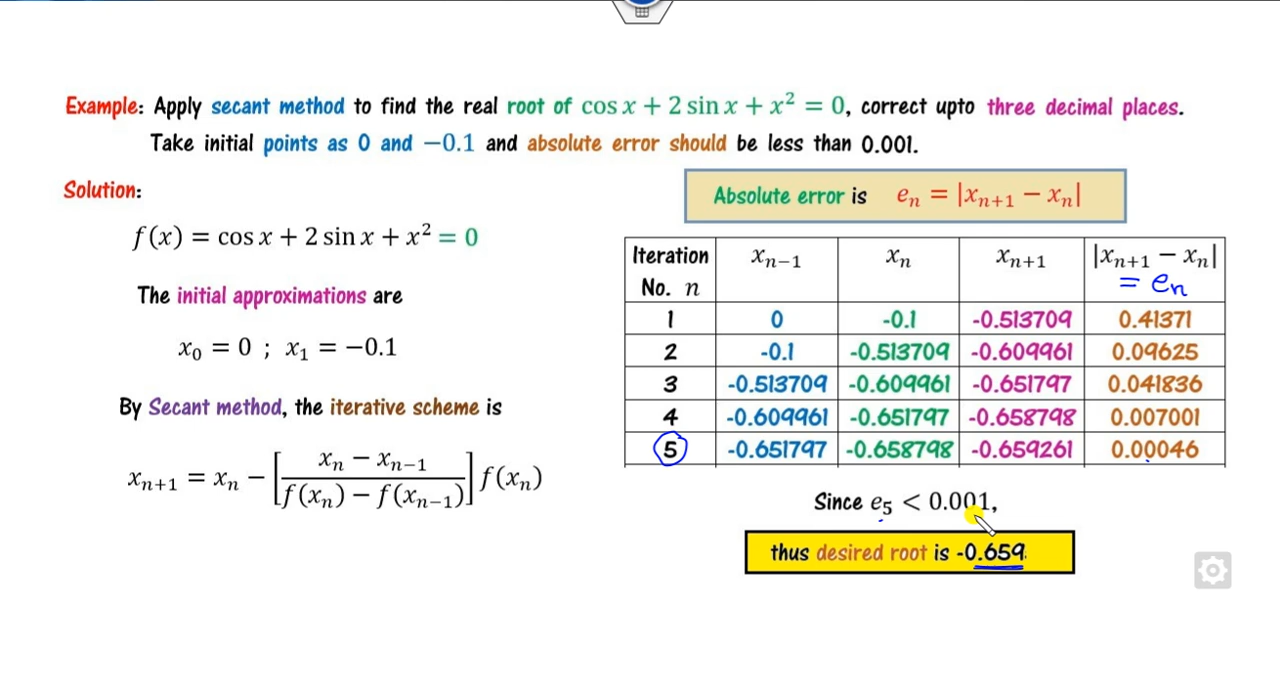 Example: Apply secant method to find the real root of cos x + 2 sin x + x² = 0, correct upto three decimal places.
Take initial points as 0 and −0.1 and absolute error should be less than 0.001.
Solution:
f(x) = cos x + 2 sin x + x² = 0
The initial approximations are
x₀ = 0 ; x₁ = −0.1
By Secant method, the iterative scheme is
xₙ₊₁ = xₙ − [(xₙ − xₙ₋₁) / (f(xₙ) − f(xₙ₋₁))] f(xₙ)
Absolute error is eₙ = |xₙ₊₁ − xₙ|
Iteration No. n xₙ₋₁ xₙ xₙ₊₁ |xₙ₊₁ − xₙ| = eₙ
1 0 -0.1 -0.513709 0.41371
2 -0.1 -0.513709 -0.609961 0.09625
3 -0.513709 -0.609961 -0.651797 0.041836
4 -0.609961 -0.651797 -0.658798 0.007001
5 -0.651797 -0.658798 -0.659261 0.00046
Since e₅ < 0.001,
thus desired root is -0.659.